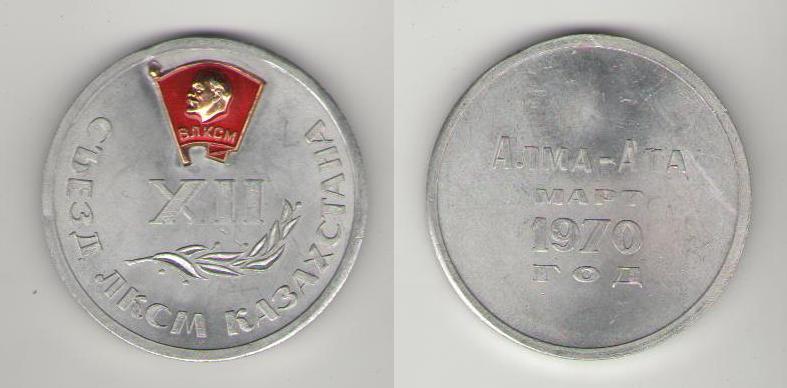 ВЛКСМ
XII
СЪЕЗД ЛКСМ КАЗАХСТАНА
АЛМА-АТА
МАРТ
1970
ГОД